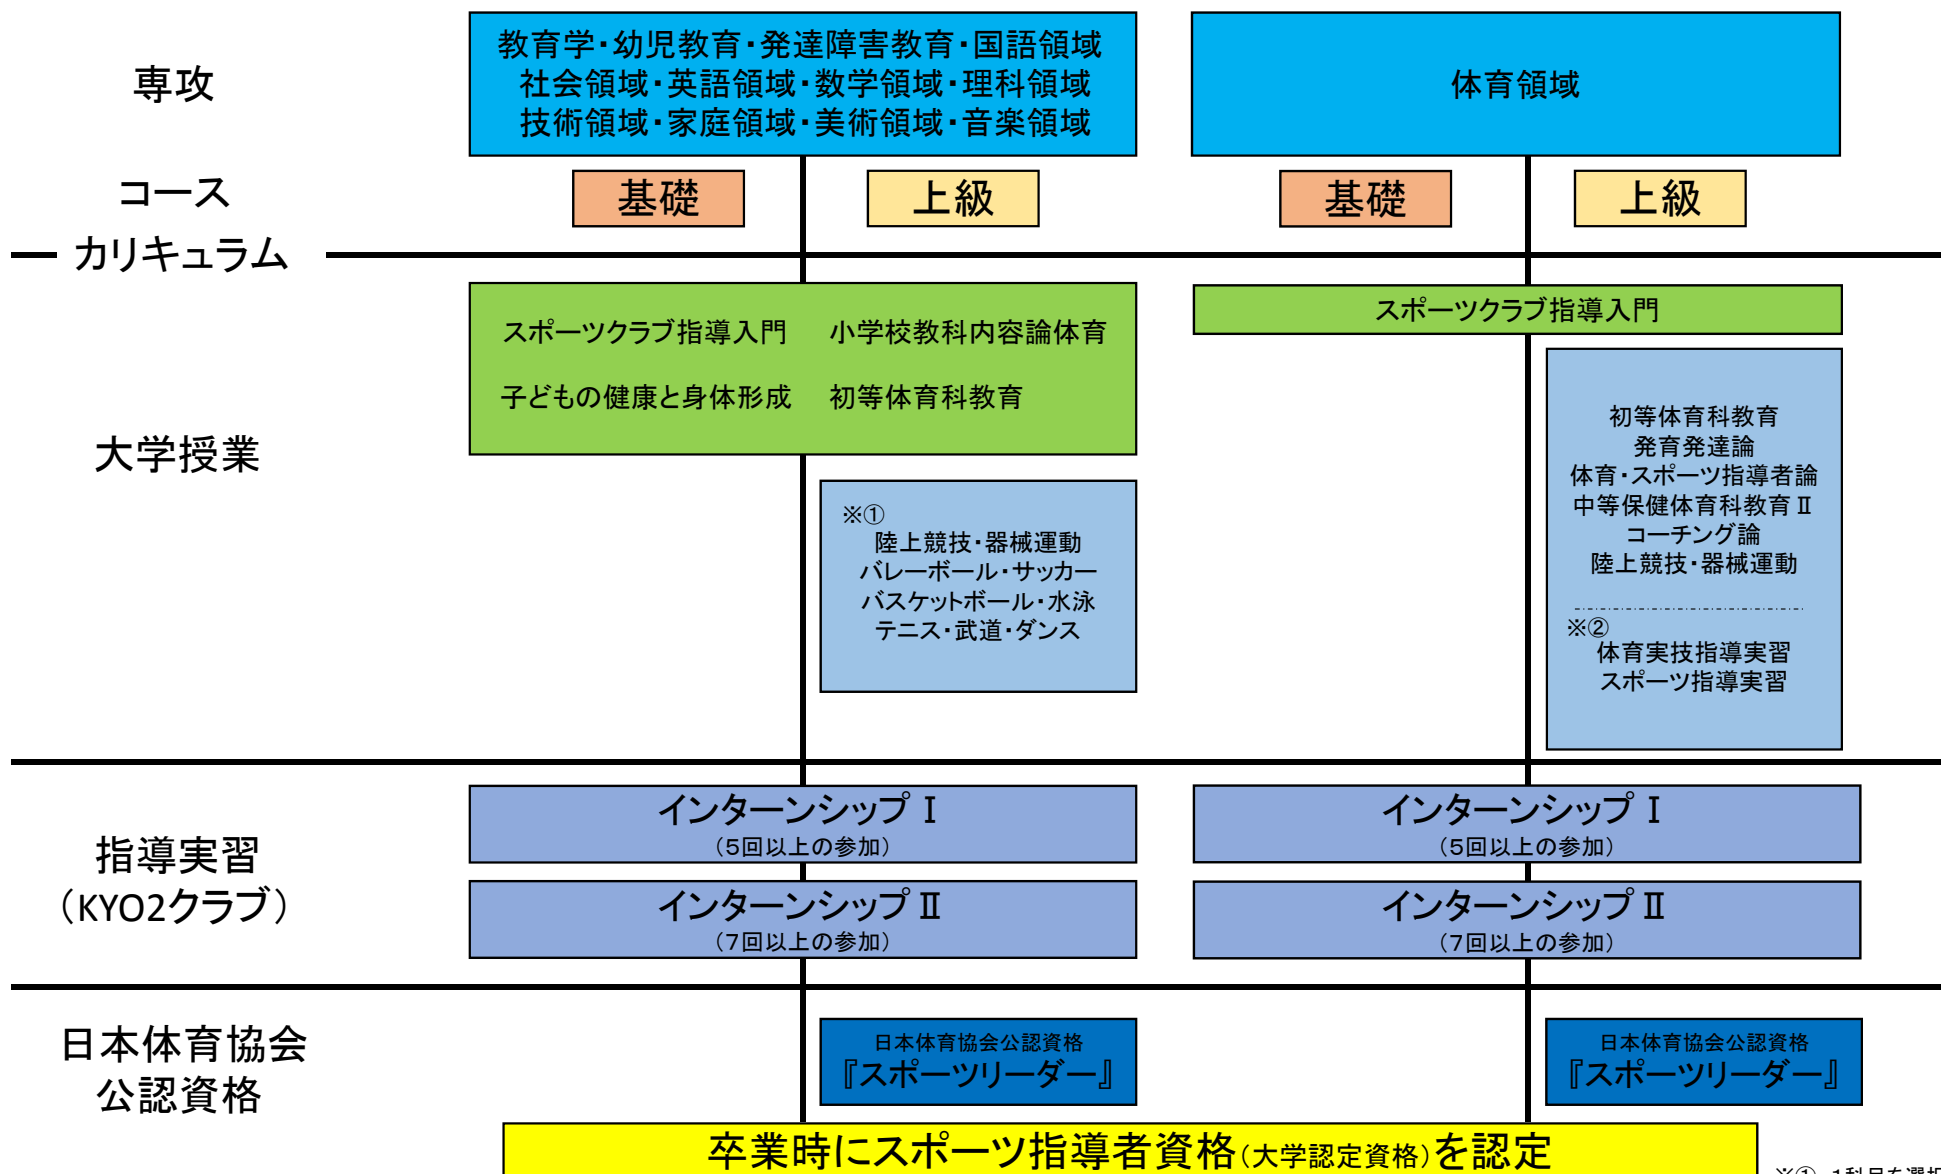 専攻
教育学・幼児教育・発達障害教育・国語領域
社会領域・英語領域・数学領域・理科領域
技術領域・家庭領域・美術領域・音楽領域
体育領域
コース
基礎
上級
基礎
上級
カリキュラム
大学授業
スポーツクラブ指導入門 小学校教科内容論体育
子どもの健康と身体形成 初等体育科教育
※①
陸上競技・器械運動
バレーボール・サッカー
バスケットボール・水泳
テニス・武道・ダンス
スポーツクラブ指導入門
初等体育科教育
発育発達論
体育・スポーツ指導者論
中等保健体育科教育Ⅱ
コーチング論
陸上競技・器械運動
※②
体育実技指導実習
スポーツ指導実習
指導実習
（KYO2クラブ）
インターンシップⅠ
（5回以上の参加）
インターンシップⅡ
（7回以上の参加）
インターンシップⅠ
（5回以上の参加）
インターンシップⅡ
（7回以上の参加）
日本体育協会
公認資格
日本体育協会公認資格
『スポーツリーダー』
日本体育協会公認資格
『スポーツリーダー』
卒業時にスポーツ指導者資格(大学認定資格)を認定
※① 1科目を選択